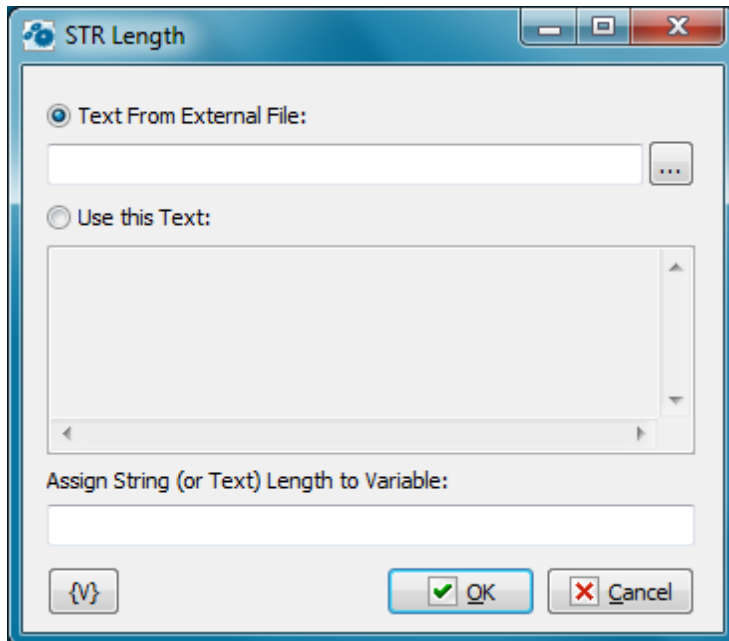 STR Length
Text From External File:
...
Use this Text:
Assign String (or Text) Length to Variable:
{V} OK Cancel